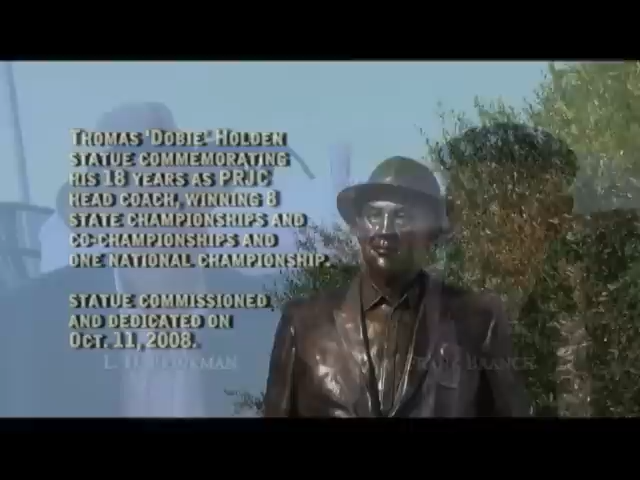 THOMAS 'DOBIE' HOLDEN
STATUE COMMEMORATING
HIS 18 YEARS AS PRJC
HEAD COACH, WINNING 8
STATE CHAMPIONSHIPS AND
CO-CHAMPIONSHIPS AND
ONE NATIONAL CHAMPIONSHIP.
STATUE COMMISSIONED
AND DEDICATED ON
OCT. 11, 2008.
BRANCH